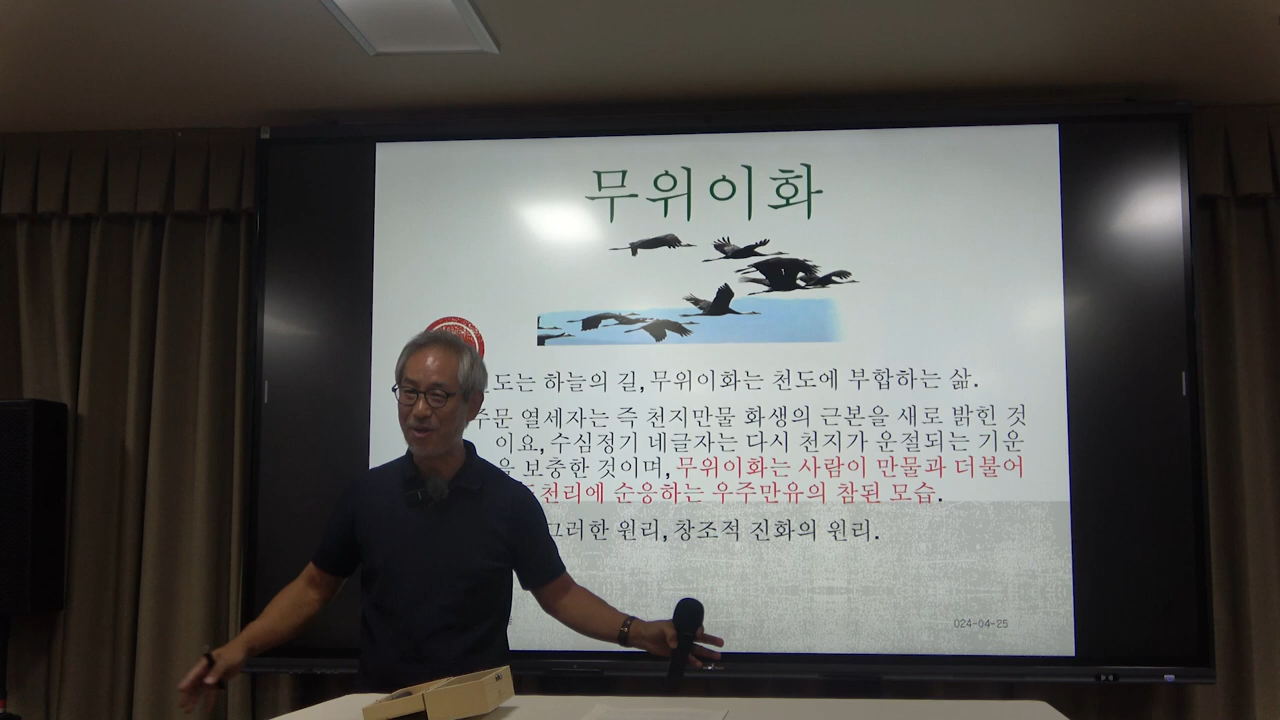 무위이화
도는 하늘의 길, 무위이화는 천도에 부합하는 삶.
주문 열세자는 즉 천지만물 화생의 근본을 새로 밝힌 것
이요, 수심정기 네글자는 다시 천지가 운절되는 기운
을 보충한 것이며, 무위이화는 사람이 만물과 더불어
천리에 순응하는 우주만유의 참된 모습.
그러한 원리, 창조적 진화의 원리.
024-04-25